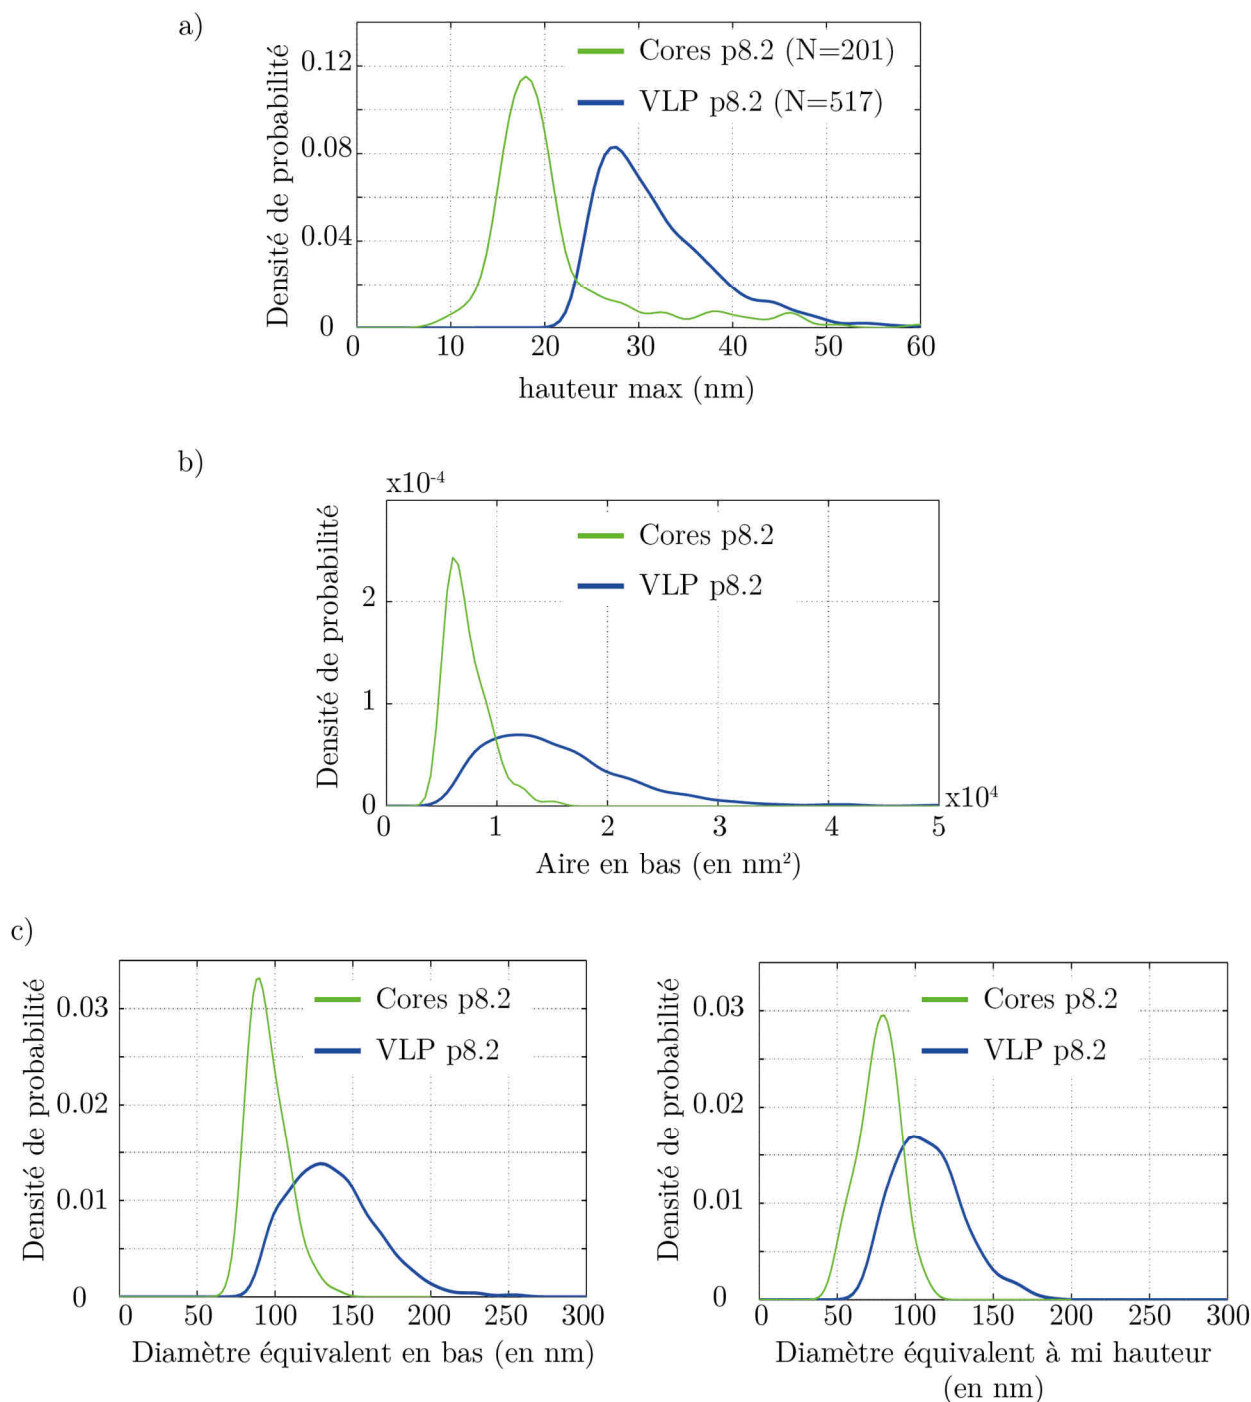 a)
Densité de probabilité
0.12
0.08
0.04
0
Cores p8.2 (N=201)
VLP p8.2 (N=517)
0 10 20 30 40 50 60
hauteur max (nm)
b)
x10⁻⁴
Densité de probabilité
2
1
0
Cores p8.2
VLP p8.2
x10⁴
0 1 2 3 4 5
Aire en bas (en nm²)
c)
Densité de probabilité
0.03
0.02
0.01
0
Cores p8.2
VLP p8.2
0 50 100 150 200 250 300
Diamètre équivalent en bas (en nm)
Densité de probabilité
0.03
0.02
0.01
0
Cores p8.2
VLP p8.2
0 50 100 150 200 250 300
Diamètre équivalent à mi hauteur
(en nm)